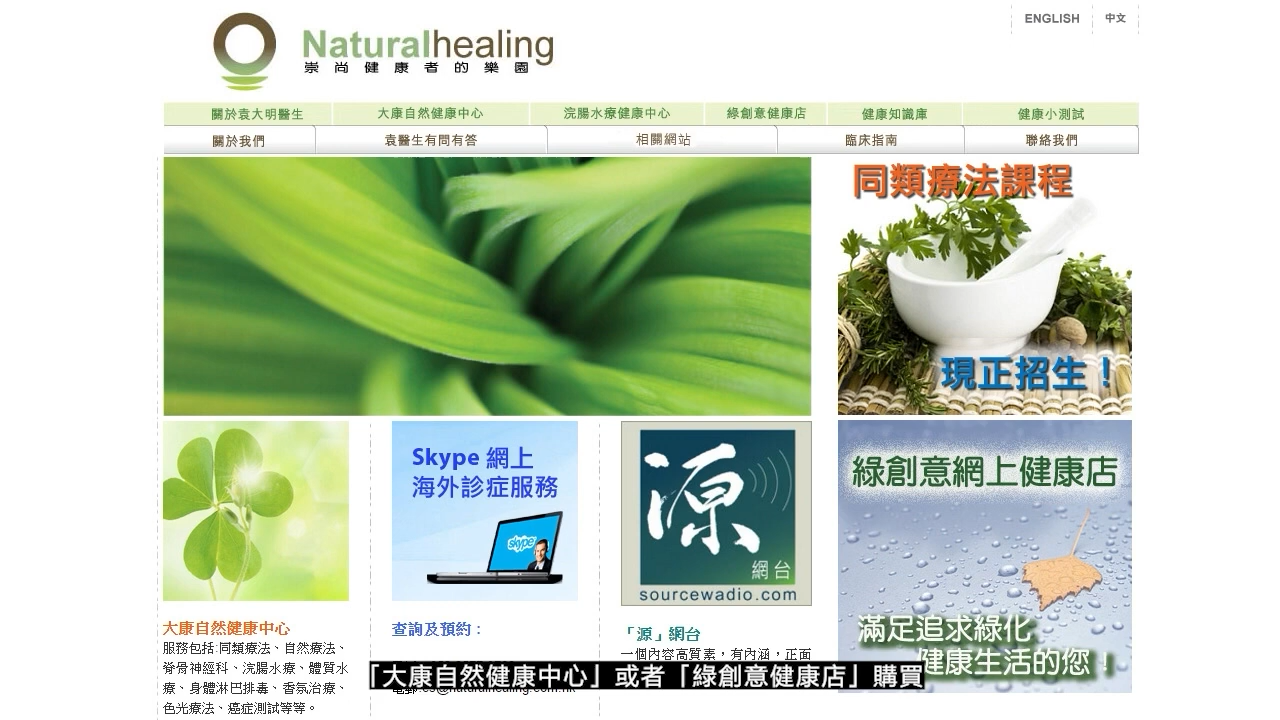 ENGLISH
中文
Naturalhealing
崇尚健康者的樂園
關於袁大明醫生
大康自然健康中心
浣腸水療健康中心
綠創意健康店
健康知識庫
健康小測試
關於我們
袁醫生有問有答
相關網站
臨床指南
聯絡我們
同類療法課程
現正招生！
Skype 網上
海外診症服務
skype
源
網台
sourcewadio.com
綠創意網上健康店
滿足追求綠化
健康生活的您！
大康自然健康中心
服務包括:同類療法、自然療法、
脊骨神經科、浣腸水療、體質水
療、身體淋巴排毒、香氛治療、
色光療法、癌症測試等等。
查詢及預約：
「源」網台
一個內容高質素，有內涵，正面
「大康自然健康中心」或者「綠創意健康店」購買